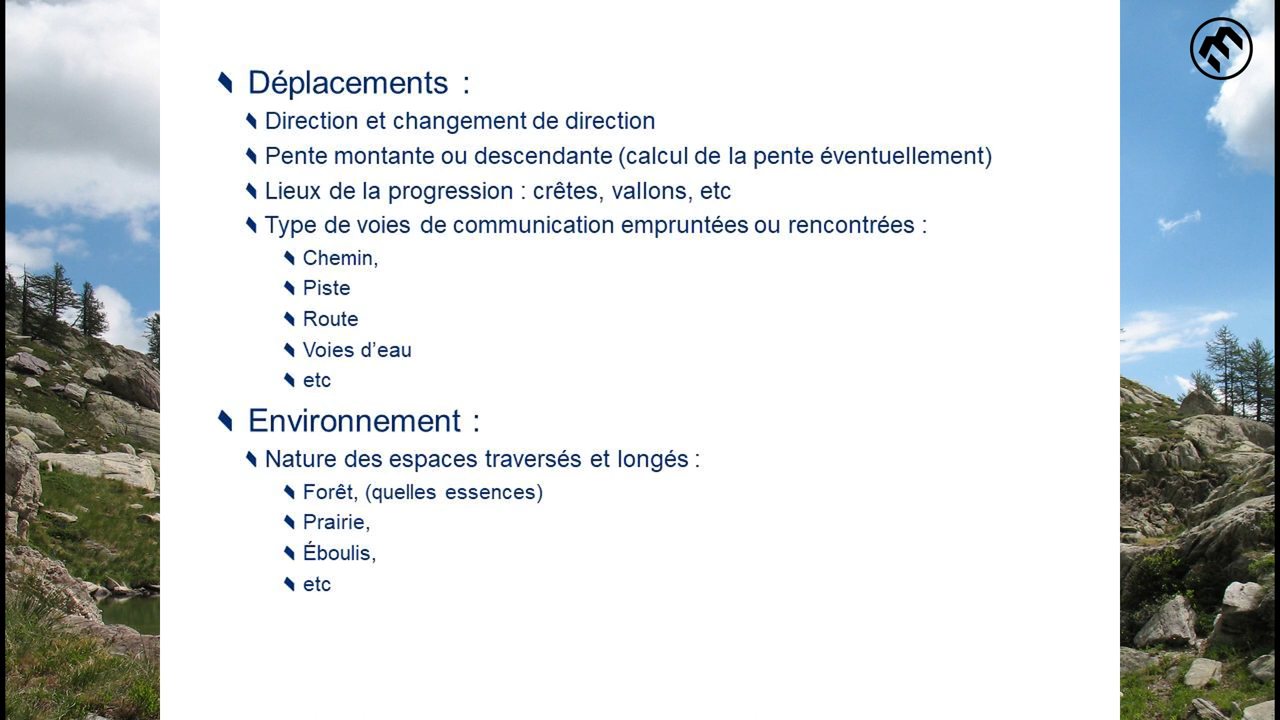 Déplacements :
Direction et changement de direction
Pente montante ou descendante (calcul de la pente éventuellement)
Lieux de la progression : crêtes, vallons, etc
Type de voies de communication empruntées ou rencontrées :
Chemin,
Piste
Route
Voies d’eau
etc
Environnement :
Nature des espaces traversés et longés :
Forêt, (quelles essences)
Prairie,
Éboulis,
etc